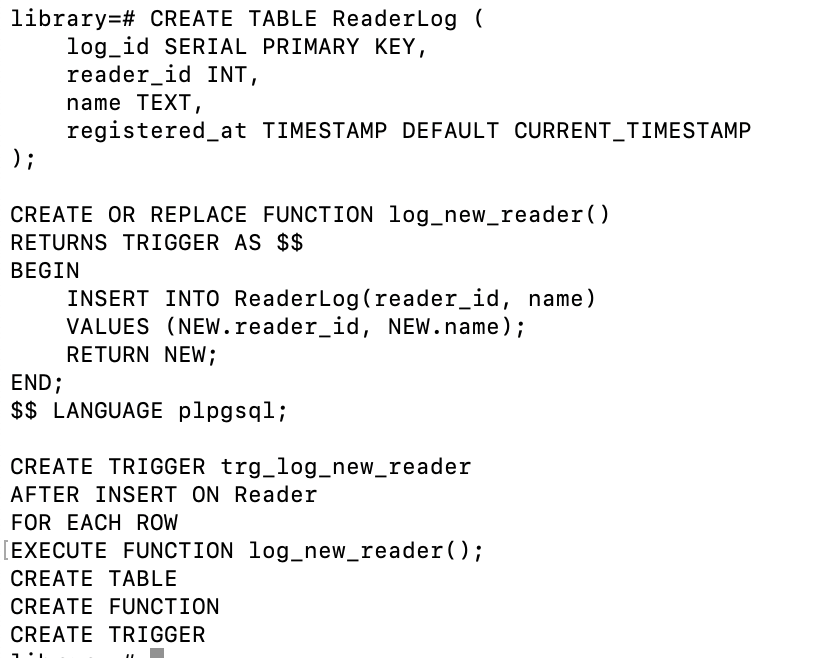 library=# CREATE TABLE ReaderLog (
    log_id SERIAL PRIMARY KEY,
    reader_id INT,
    name TEXT,
    registered_at TIMESTAMP DEFAULT CURRENT_TIMESTAMP
);

CREATE OR REPLACE FUNCTION log_new_reader()
RETURNS TRIGGER AS $$
BEGIN
    INSERT INTO ReaderLog(reader_id, name)
    VALUES (NEW.reader_id, NEW.name);
    RETURN NEW;
END;
$$ LANGUAGE plpgsql;

CREATE TRIGGER trg_log_new_reader
AFTER INSERT ON Reader
FOR EACH ROW
[EXECUTE FUNCTION log_new_reader();
CREATE TABLE
CREATE FUNCTION
CREATE TRIGGER